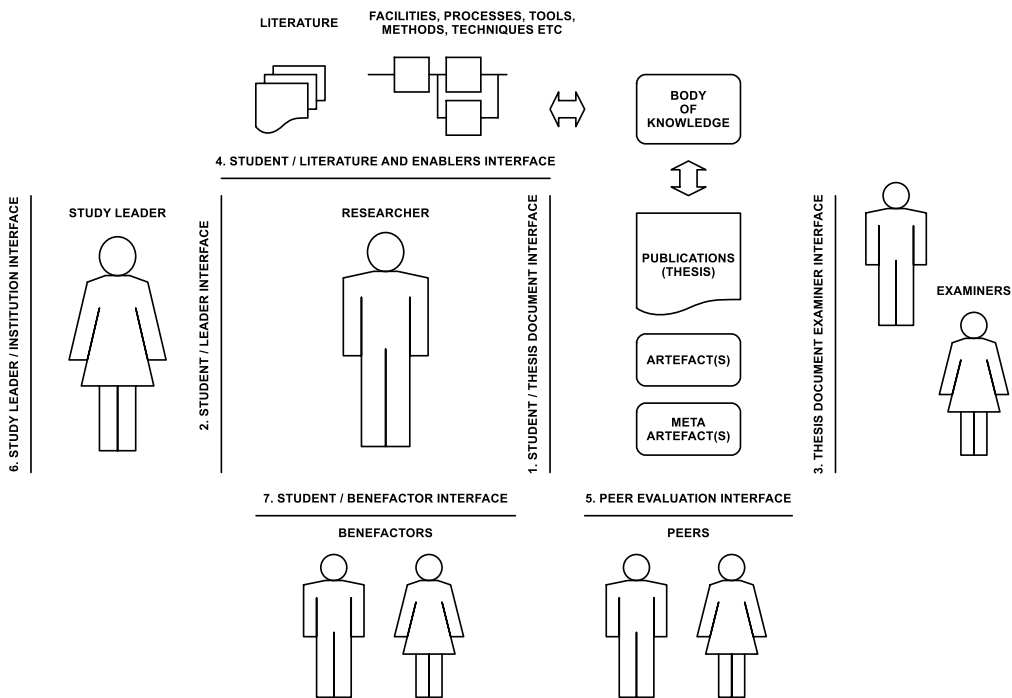 LITERATURE
FACILITIES, PROCESSES, TOOLS,
METHODS, TECHNIQUES ETC
BODY
OF
KNOWLEDGE
4. STUDENT / LITERATURE AND ENABLERS INTERFACE
6. STUDY LEADER / INSTITUTION INTERFACE
STUDY LEADER
2. STUDENT / LEADER INTERFACE
RESEARCHER
1. STUDENT / THESIS DOCUMENT INTERFACE
PUBLICATIONS
(THESIS)
ARTEFACT(S)
META
ARTEFACT(S)
3. THESIS DOCUMENT EXAMINER INTERFACE
EXAMINERS
7. STUDENT / BENEFACTOR INTERFACE
BENEFACTORS
5. PEER EVALUATION INTERFACE
PEERS